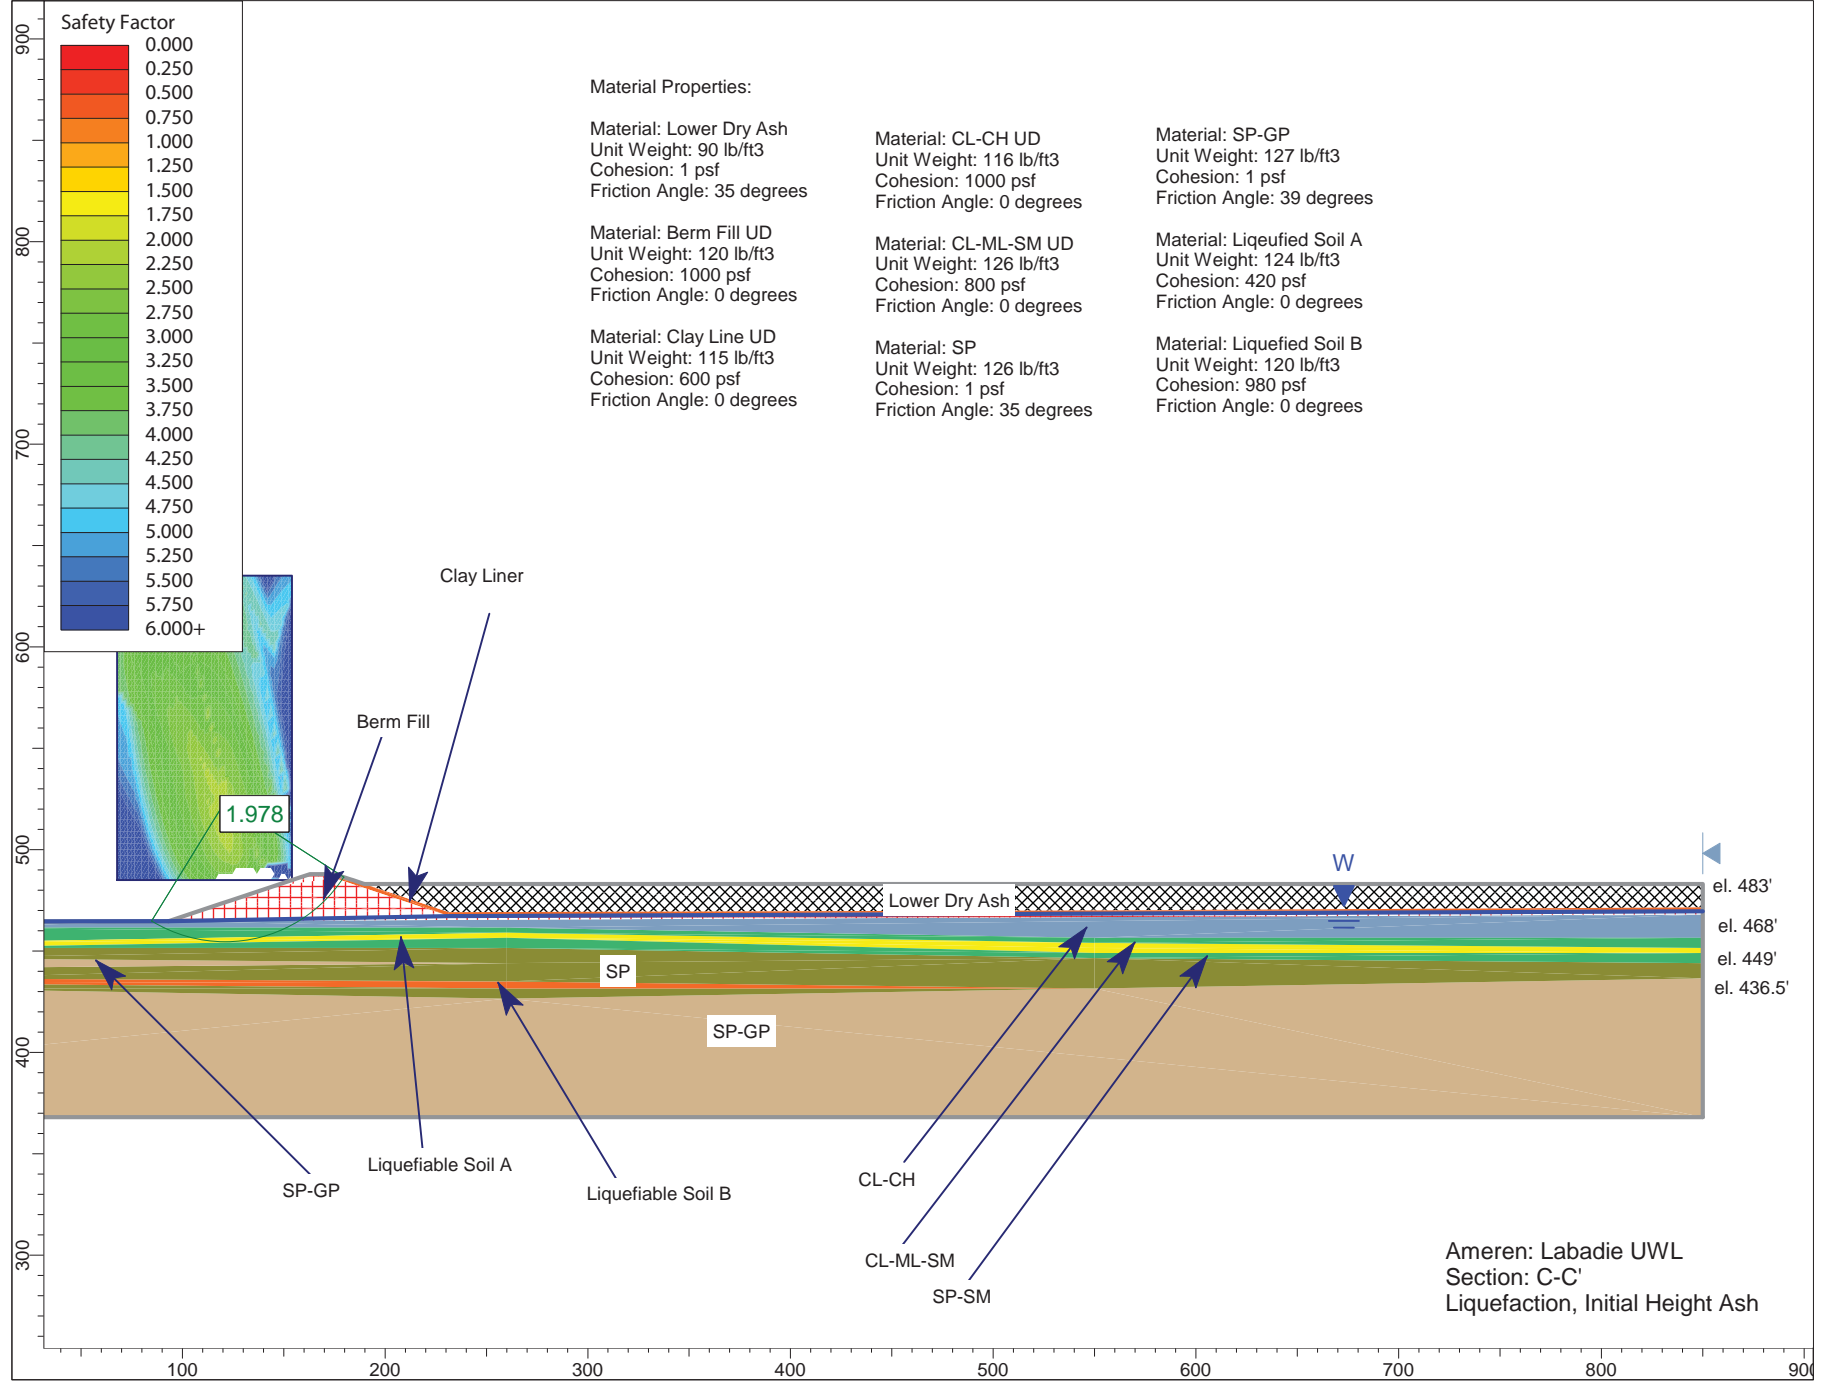 Safety Factor
0.000
0.250
0.500
0.750
1.000
1.250
1.500
1.750
2.000
2.250
2.500
2.750
3.000
3.250
3.500
3.750
4.000
4.250
4.500
4.750
5.000
5.250
5.500
5.750
6.000+
Material Properties:
Material: Lower Dry Ash
Unit Weight: 90 lb/ft3
Cohesion: 1 psf
Friction Angle: 35 degrees
Material: Berm Fill UD
Unit Weight: 120 lb/ft3
Cohesion: 1000 psf
Friction Angle: 0 degrees
Material: Clay Line UD
Unit Weight: 115 lb/ft3
Cohesion: 600 psf
Friction Angle: 0 degrees
Material: CL-CH UD
Unit Weight: 116 lb/ft3
Cohesion: 1000 psf
Friction Angle: 0 degrees
Material: CL-ML-SM UD
Unit Weight: 126 lb/ft3
Cohesion: 800 psf
Friction Angle: 0 degrees
Material: SP
Unit Weight: 126 lb/ft3
Cohesion: 1 psf
Friction Angle: 35 degrees
Material: SP-GP
Unit Weight: 127 lb/ft3
Cohesion: 1 psf
Friction Angle: 39 degrees
Material: Liqeufied Soil A
Unit Weight: 124 lb/ft3
Cohesion: 420 psf
Friction Angle: 0 degrees
Material: Liquefied Soil B
Unit Weight: 120 lb/ft3
Cohesion: 980 psf
Friction Angle: 0 degrees
900
800
700
600
500
400
300
Clay Liner
Berm Fill
1.978
W
Lower Dry Ash
el. 483'
el. 468'
el. 449'
el. 436.5'
SP
SP-GP
Liquefiable Soil A
SP-GP
Liquefiable Soil B
CL-CH
CL-ML-SM
SP-SM
Ameren: Labadie UWL
Section: C-C'
Liquefaction, Initial Height Ash
100
200
300
400
500
600
700
800
900